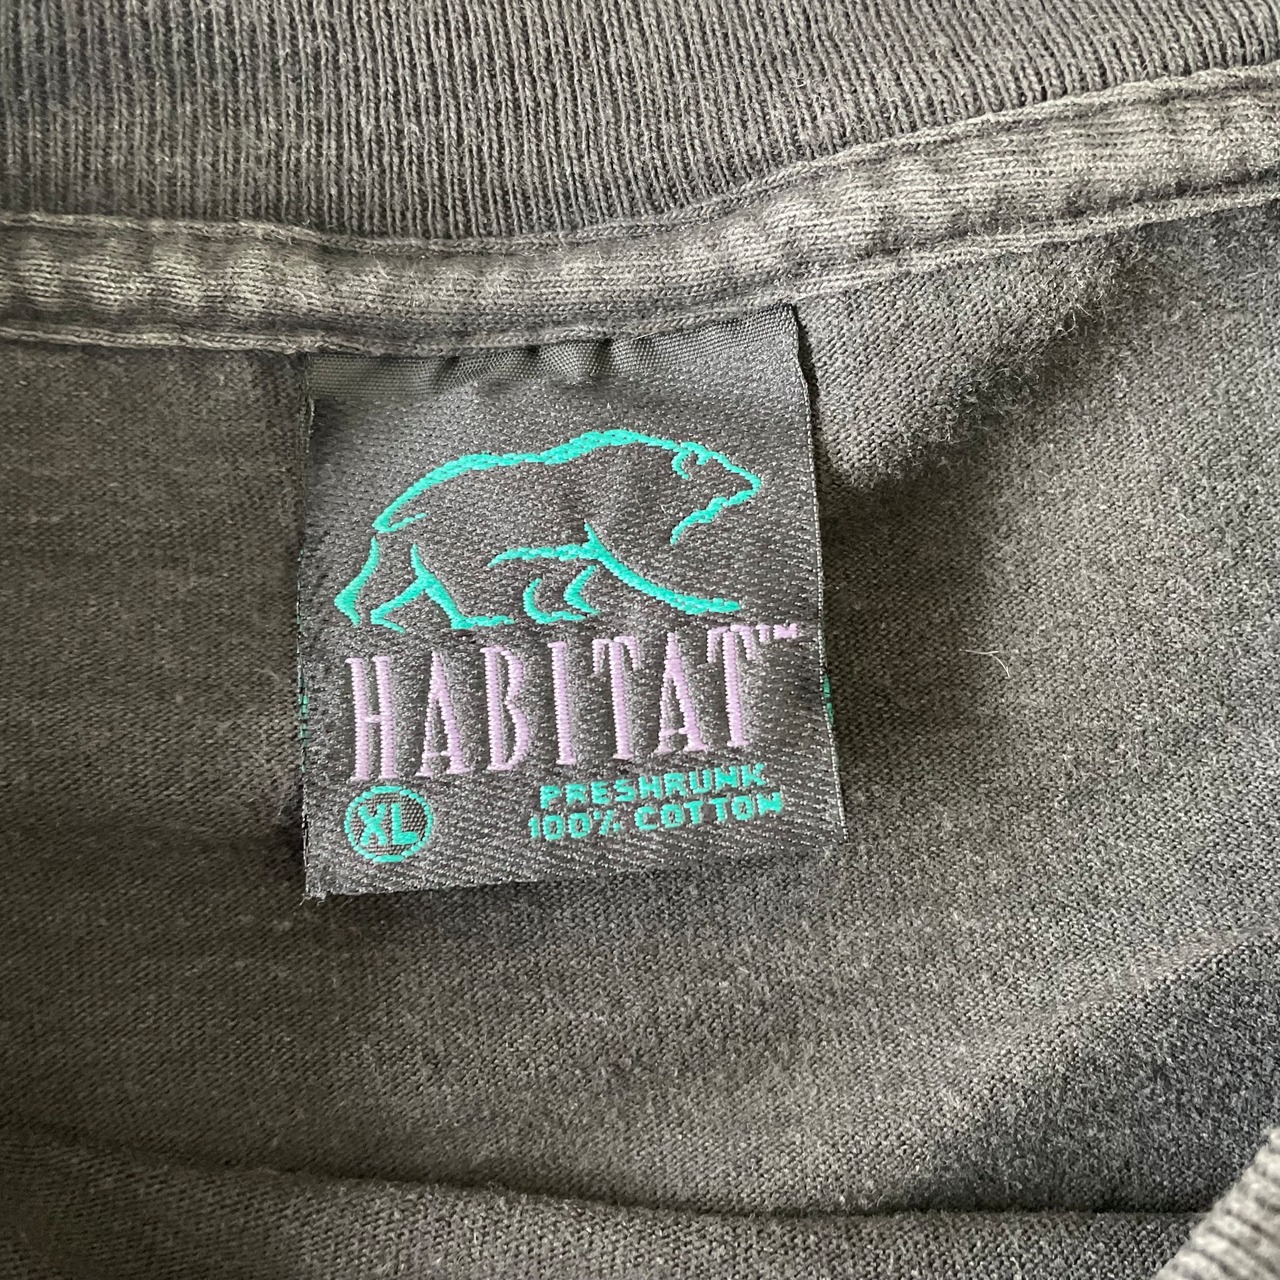 HABITAT™
XL
PRESHRUNK
100% COTTON